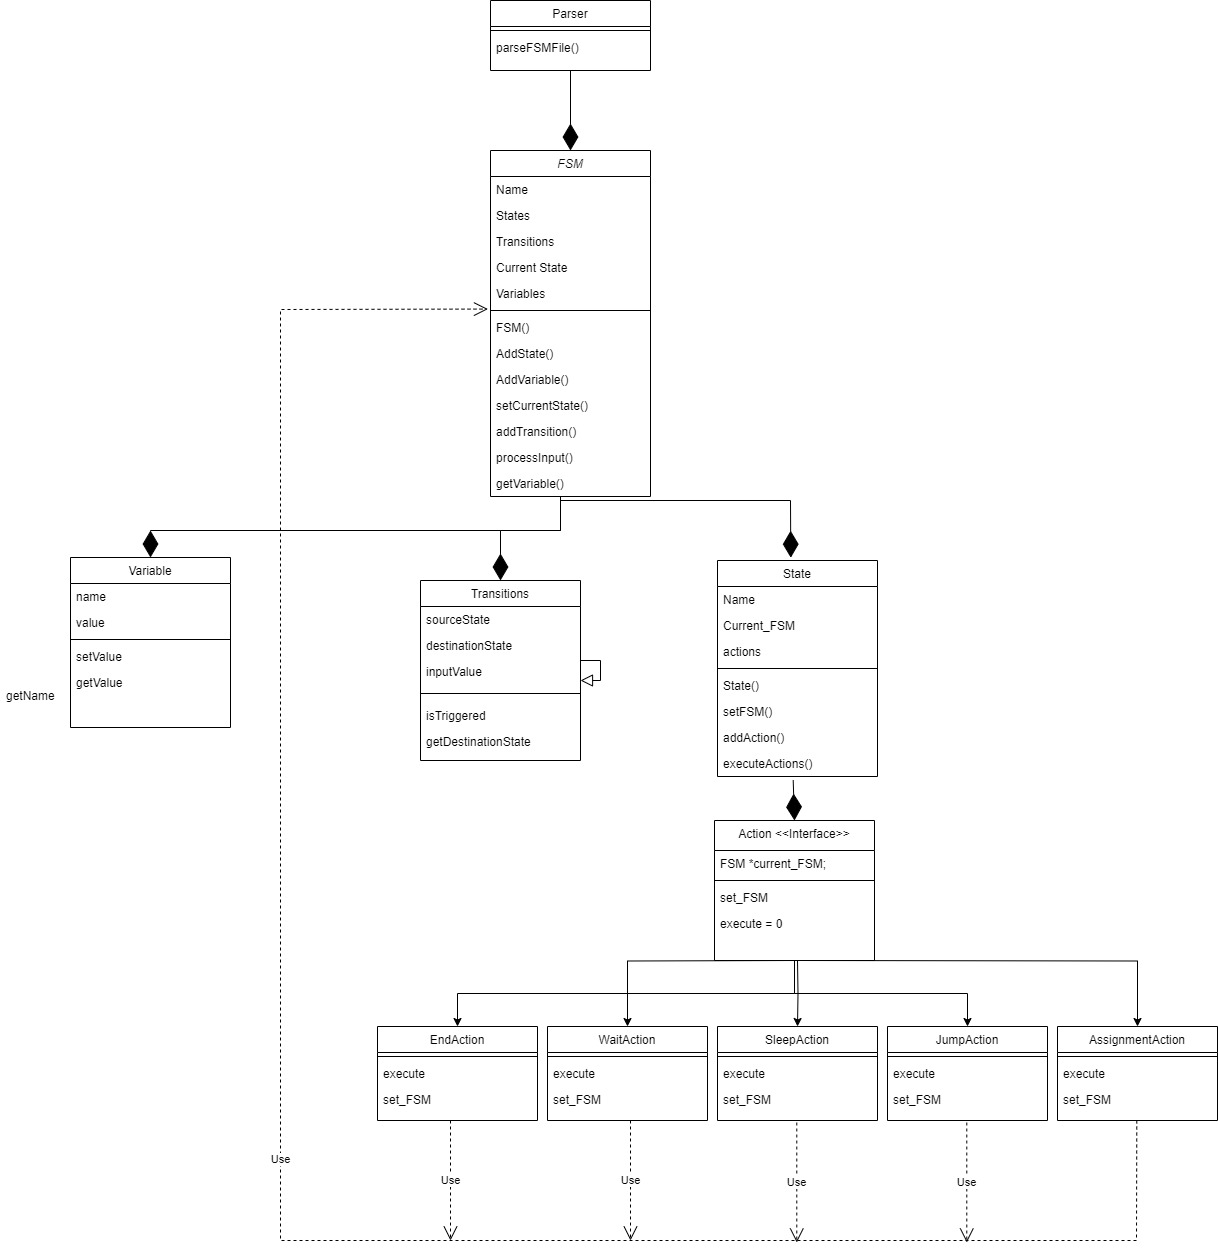 Parser
parseFSMFile()
FSM
Name
States
Transitions
Current State
Variables
FSM()
AddState()
AddVariable()
setCurrentState()
addTransition()
processInput()
getVariable()
Variable
name
value
setValue
getValue
getName
Transitions
sourceState
destinationState
inputValue
isTriggered
getDestinationState
State
Name
Current_FSM
actions
State()
setFSM()
addAction()
executeActions()
Action <<Interface>>
FSM *current_FSM;
set_FSM
execute = 0
EndAction
execute
set_FSM
WaitAction
execute
set_FSM
SleepAction
execute
set_FSM
JumpAction
execute
set_FSM
AssignmentAction
execute
set_FSM
Use
Use
Use
Use
Use